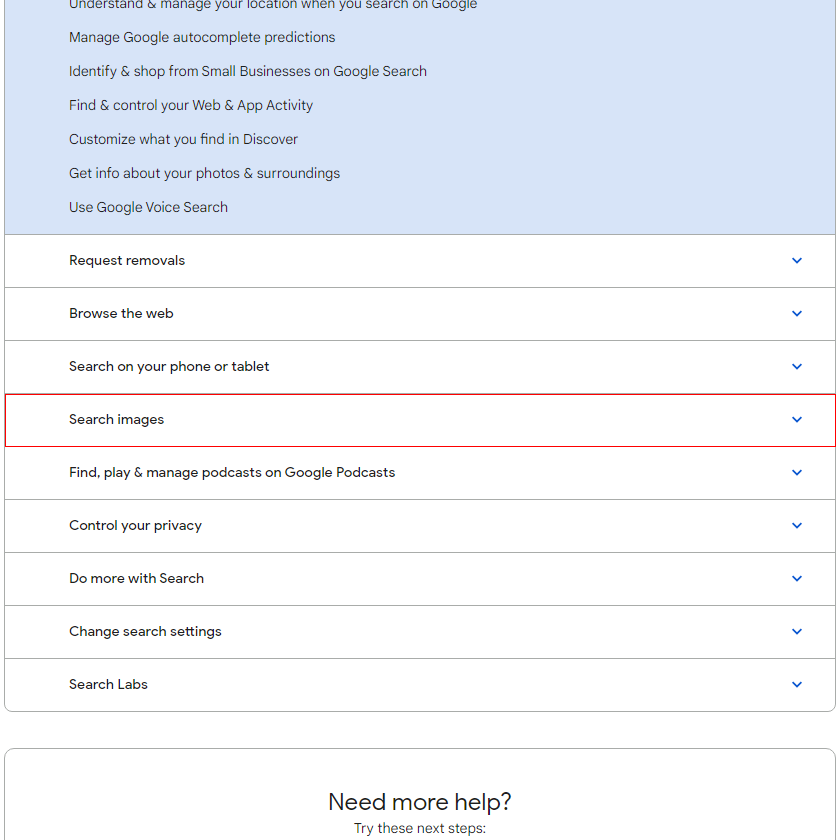 Understand & manage your location when you search on Google
Manage Google autocomplete predictions
Identify & shop from Small Businesses on Google Search
Find & control your Web & App Activity
Customize what you find in Discover
Get info about your photos & surroundings
Use Google Voice Search
Request removals
Browse the web
Search on your phone or tablet
Search images
Find, play & manage podcasts on Google Podcasts
Control your privacy
Do more with Search
Change search settings
Search Labs
Need more help?
Try these next steps: